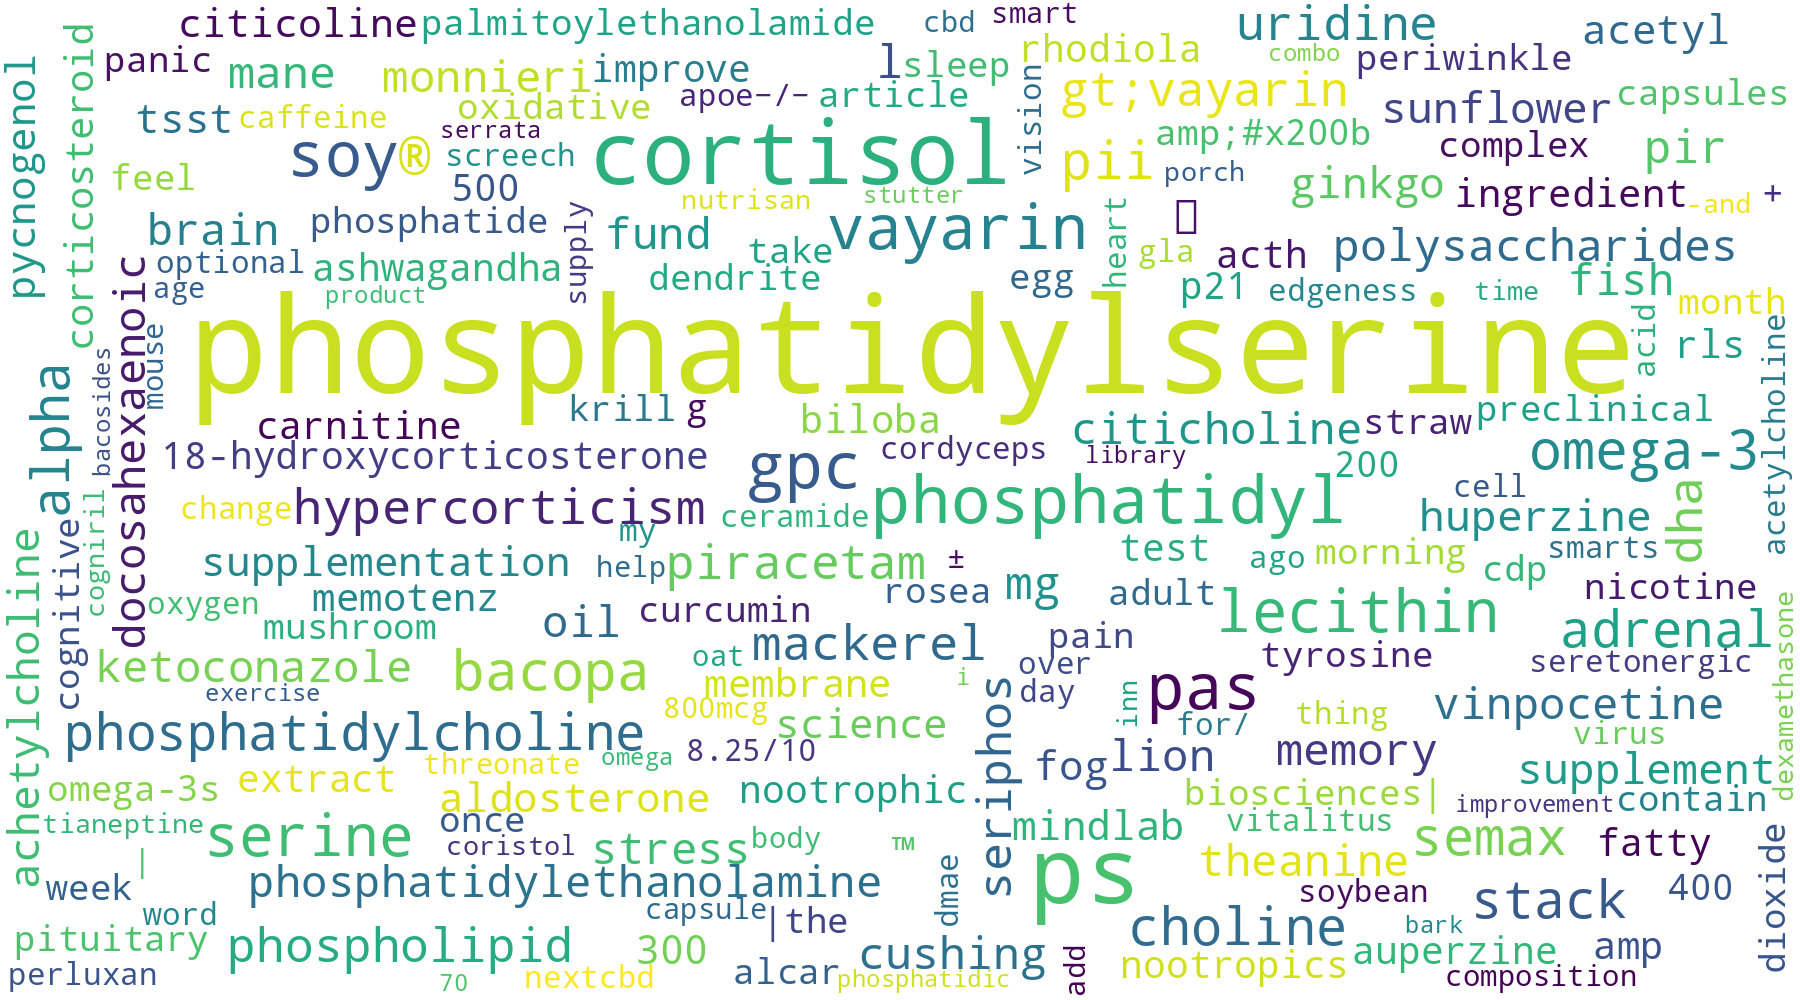 citicoline
palmitoylethanolamide
cbd
smart
uridine
acetyl
panic
mane
monnieri
improve
l
sleep
rhodiola
combo
periwinkle
pycnogenol
corticosteroid
tsst
caffeine
oxidative
apoe−/−
article
vision
gt;vayarin
sunflower
capsules
serrata
cortisol
amp;#x200b
complex
pir
soy
®
screech
pii
porch
feel
500
nutrisan
stutter
ginkgo
ingredient
-and
+
brain
phosphatide
supply
fund
take
vayarin
heart
gla
acth
polysaccharides
optional
ashwagandha
dendrite
egg
p21
edgeness
time
fish
month
age
product
docosahexaenoic
mouse
phosphatidylserine
acid
rls
acetylcholine
alpha
bacosides
carnitine
krill
g
biloba
citicholine
straw
preclinical
18-hydroxycorticosterone
gpc
cordyceps
library
200
omega-3
change
hypercorticism
my
ceramide
phosphatidyl
cell
huperzine
dha
cogniril
cognitive
supplementation
help
piracetam
±
test
ago
morning
cdp
smarts
achetylcholine
oxygen
memotenz
mg
rosea
adult
nicotine
mushroom
oil
curcumin
lecithin
adrenal
dexamethasone
ketoconazole
bacopa
oat
mackerel
pain
over
tyrosine
seretonergic
exercise
membrane
i
day
inn
pas
vinpocetine
phosphatidylcholine
800mcg
science
seriphos
for/
thing
virus
threonate
omega
8.25/10
fog
lion
memory
omega-3s
extract
aldosterone
nootrophic
biosciences|
supplement
improvement
contain
tianeptine
serine
once
coristol
stress
body
™
mindlab
vitalitus
semax
fatty
dioxide
|
week
phosphatidylethanolamine
dmae
ps
theanine
soybean
stack
400
word
capsule
|the
choline
bark
pituitary
phospholipid
300
cushing
add
nootropics
auperzine
amp
perluxan
70
nextcbd
alcar
phosphatidic
composition